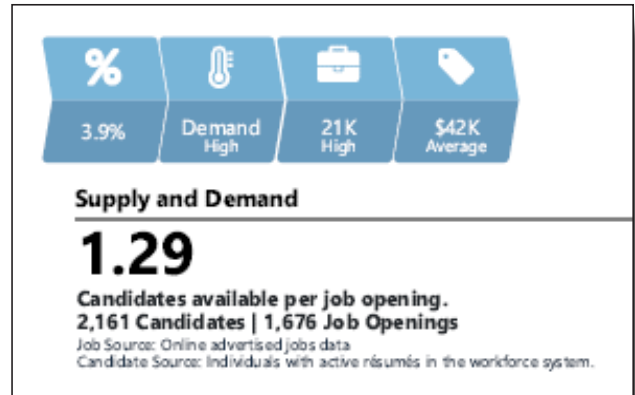 %
3.9%
Demand
High
21K
High
$42K
Average
Supply and Demand
1.29
Candidates available per job opening.
2,161 Candidates | 1,676 Job Openings
Job Source: Online advertised jobs data
Candidate Source: Individuals with active résumés in the workforce system.